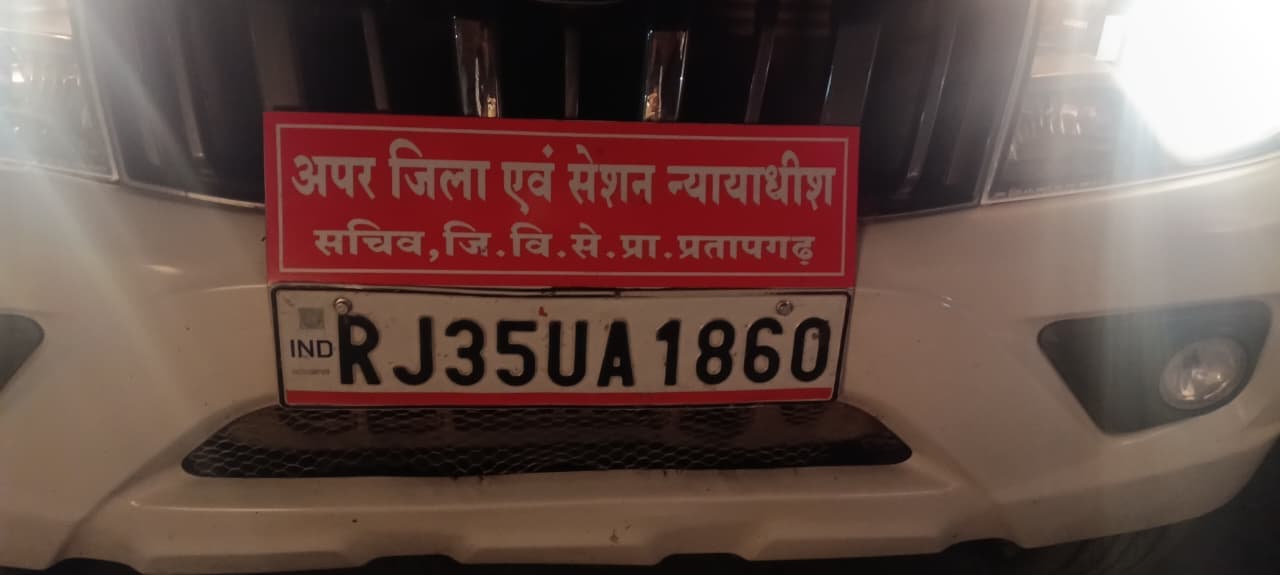 अपर जिला एवं सेशन न्यायाधीश
सचिव,जि.वि.से.प्रा.प्रतापगढ़
IND RJ35UA1860